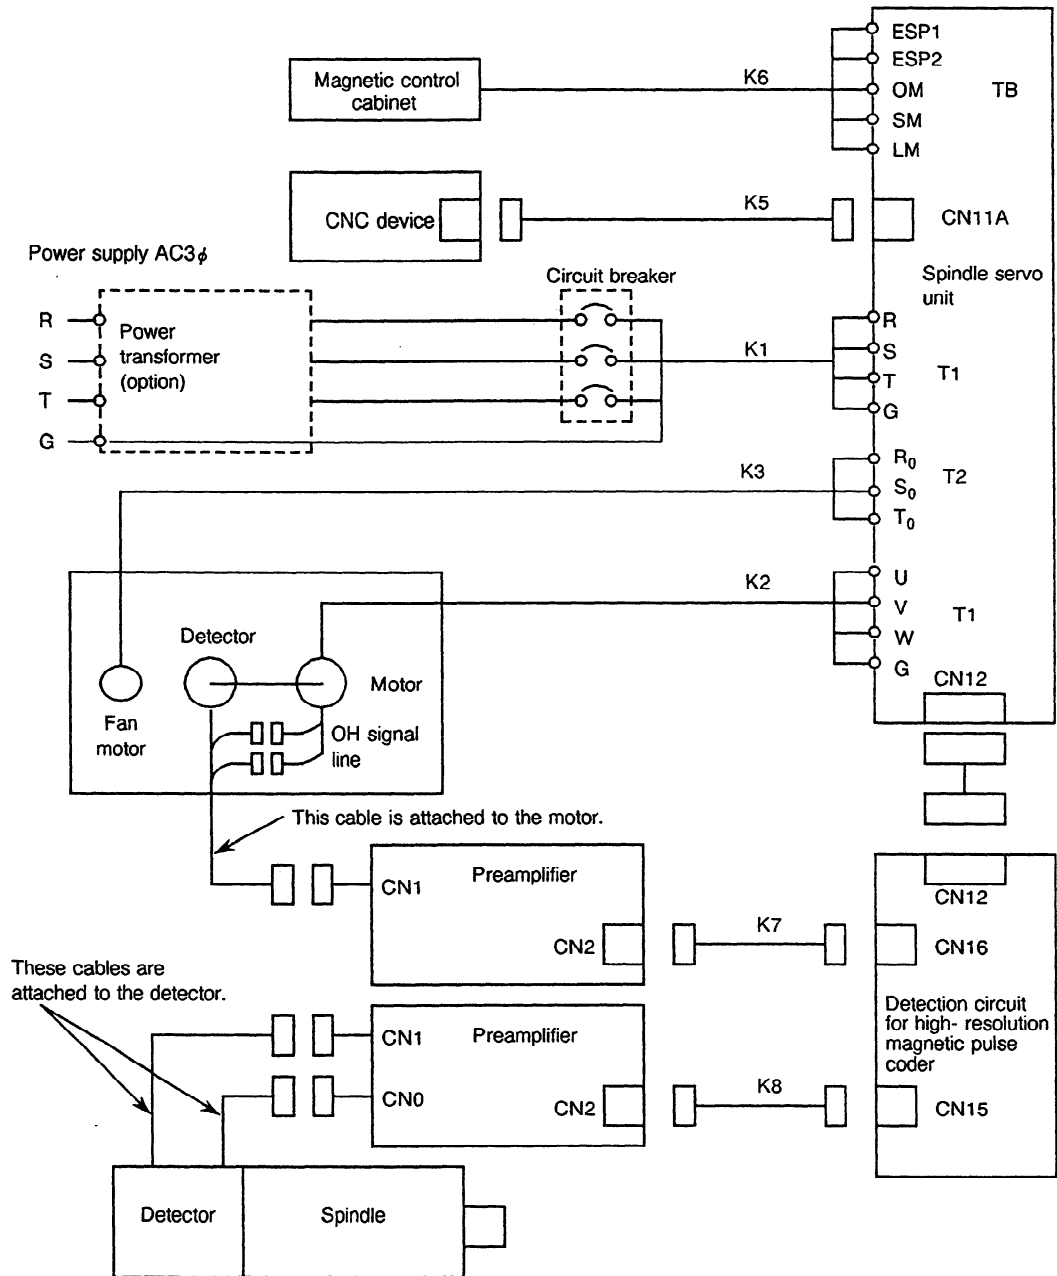 ESP1
ESP2
Magnetic control
cabinet
K6
OM
TB
SM
LM
CNC device
K5
CN11A
Power supply AC3ϕ
Circuit breaker
Spindle servo
unit
R
Power
transformer
(option)
S
T
G
K1
R
S
T
G
T1
K3
R₀
S₀
T₀
T2
K2
U
V
W
G
T1
CN12
Detector
Motor
Fan
motor
OH signal
line
This cable is attached to the motor.
CN1
Preamplifier
CN2
K7
CN12
CN16
These cables are
attached to the detector.
Detection circuit
for high- resolution
magnetic pulse
coder
CN1
Preamplifier
CN0
CN2
K8
CN15
Detector
Spindle